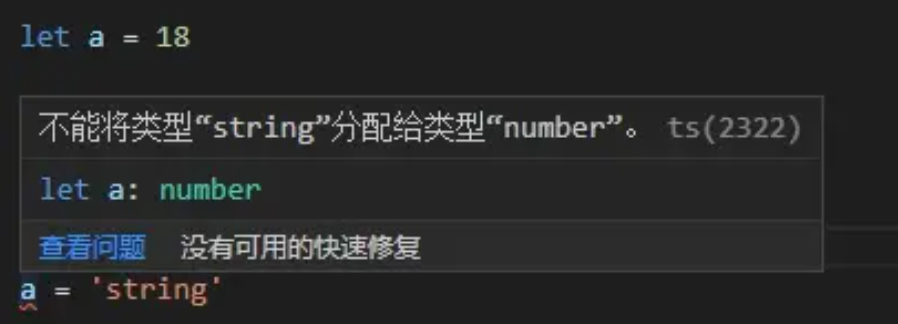 let a = 18
不能将类型“string”分配给类型“number”。 ts(2322)
let a: number
查看问题 没有可用的快速修复
a = 'string'